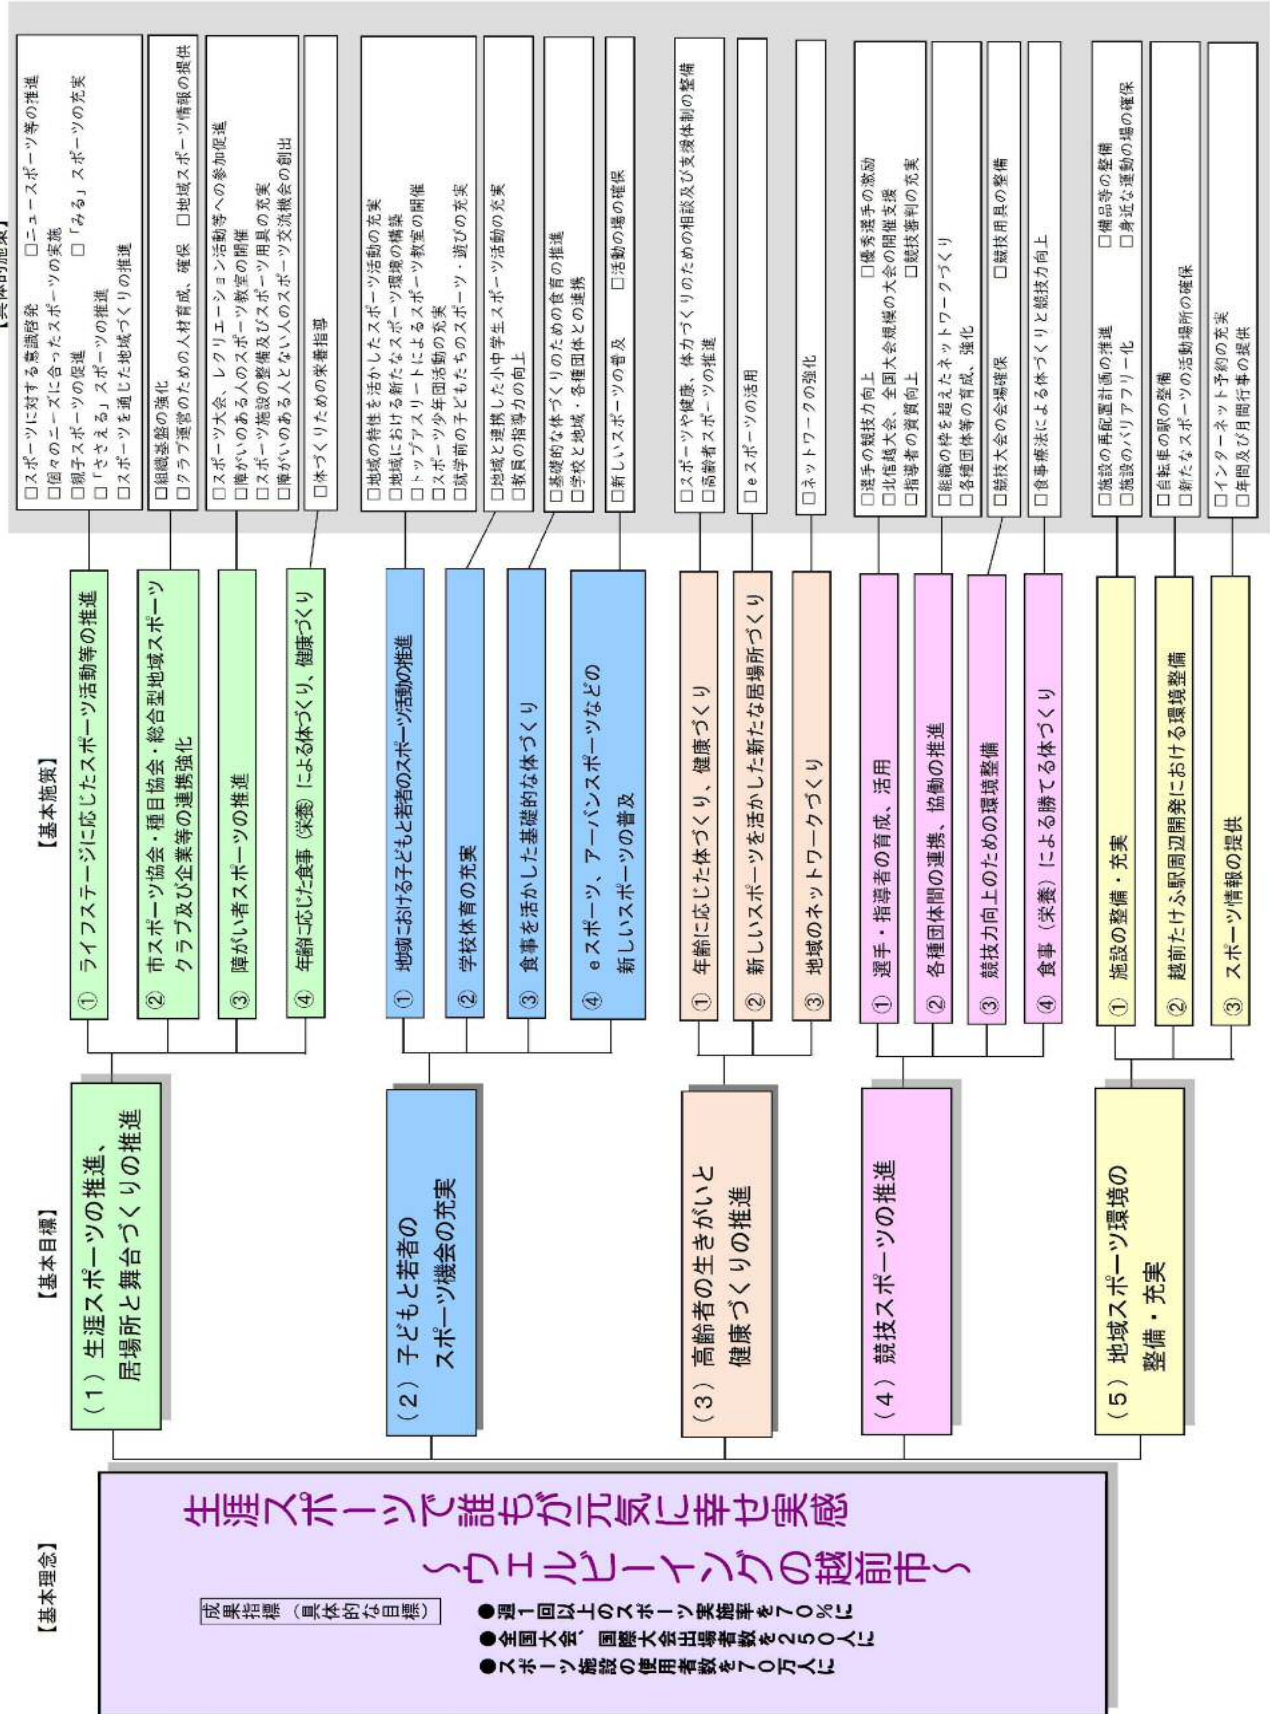 【基本理念】
生涯スポーツで誰もが元気に幸せ実感
～ウェルビーイングの越前市～
成果指標（具体的な目標）
●週１回以上のスポーツ実施率を７０％に
●全国大会、国際大会出場者数を２５０人に
●スポーツ施設の使用者数を７０万人に
【基本目標】
（１）生涯スポーツの推進、
居場所と舞台づくりの推進
（２）子どもと若者の
スポーツ機会の充実
（３）高齢者の生きがいと
健康づくりの推進
（４）競技スポーツの推進
（５）地域スポーツ環境の
整備・充実
【基本施策】
① ライフステージに応じたスポーツ活動等の推進
② 市スポーツ協会・種目協会・総合型地域スポーツ
クラブ及び企業等の連携強化
③ 障がい者スポーツの推進
④ 年齢に応じた食事（栄養）による体づくり、健康づくり
① 地域における子どもと若者のスポーツ活動の推進
② 学校体育の充実
③ 食事を活かした基礎的な体づくり
④ ｅスポーツ、アーバンスポーツなどの
新しいスポーツの普及
① 年齢に応じた体づくり、健康づくり
② 新しいスポーツを活かした新たな居場所づくり
③ 地域のネットワークづくり
① 選手・指導者の育成、活用
② 各種団体間の連携、協働の推進
③ 競技力向上のための環境整備
④ 食事（栄養）による勝てる体づくり
① 施設の整備・充実
② 越前たけふ駅周辺開発における環境整備
③ スポーツ情報の提供
【具体的施策】
□スポーツに対する意識啓発 □ニュースポーツ等の推進
□個々のニーズに合ったスポーツの実施
□親子スポーツの促進 □「みる」スポーツの充実
□「ささえる」スポーツの推進
□スポーツを通じた地域づくりの推進
□組織基盤の強化
□クラブ運営のための人材育成、確保 □地域スポーツ情報の提供
□スポーツ大会、レクリエーション活動等への参加促進
□障がいのある人のスポーツ教室の開催
□スポーツ施設の整備及びスポーツ用具の充実
□障がいのある人とない人のスポーツ交流機会の創出
□体づくりための栄養指導
□地域の特性を活かしたスポーツ活動の充実
□地域における新たなスポーツ環境の構築
□トップアスリートによるスポーツ教室の開催
□スポーツ少年団活動の充実
□就学前の子どもたちのスポーツ・遊びの充実
□地域と連携した小中学生スポーツ活動の充実
□教員の指導力の向上
□基礎的な体づくりのための食育の推進
□学校と地域・各種団体との連携
□新しいスポーツの普及 □活動の場の確保
□スポーツや健康、体力づくりのための相談及び支援体制の整備
□高齢者スポーツの推進
□ｅスポーツの活用
□ネットワークの強化
□選手の競技力向上 □優秀選手の激励
□北信越大会、全国大会規模の大会の開催支援
□指導者の資質向上 □競技審判の充実
□組織の枠を超えたネットワークづくり
□各種団体等の育成、強化
□競技大会の会場確保 □競技用具の整備
□食事療法による体づくりと競技力向上
□施設の再配置計画の推進 □備品等の整備
□施設のバリアフリー化 □身近な運動の場の確保
□自転車の駅の整備
□新たなスポーツの活動場所の確保
□インターネット予約の充実
□年間及び月間行事の提供